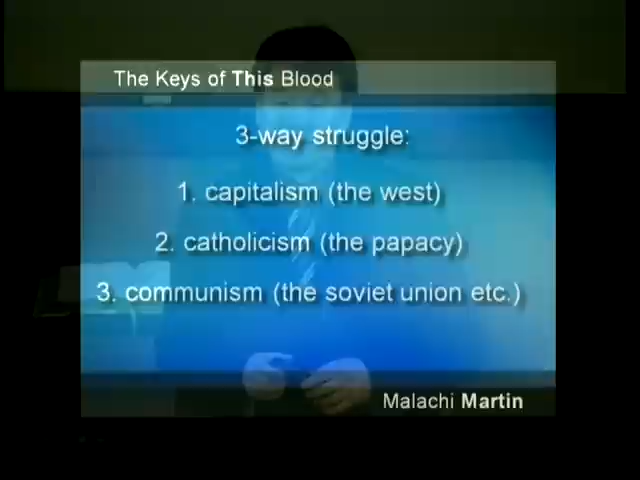 The Keys of This Blood
3-way struggle:
1. capitalism (the west)
2. catholicism (the papacy)
3. communism (the soviet union etc.)
Malachi Martin